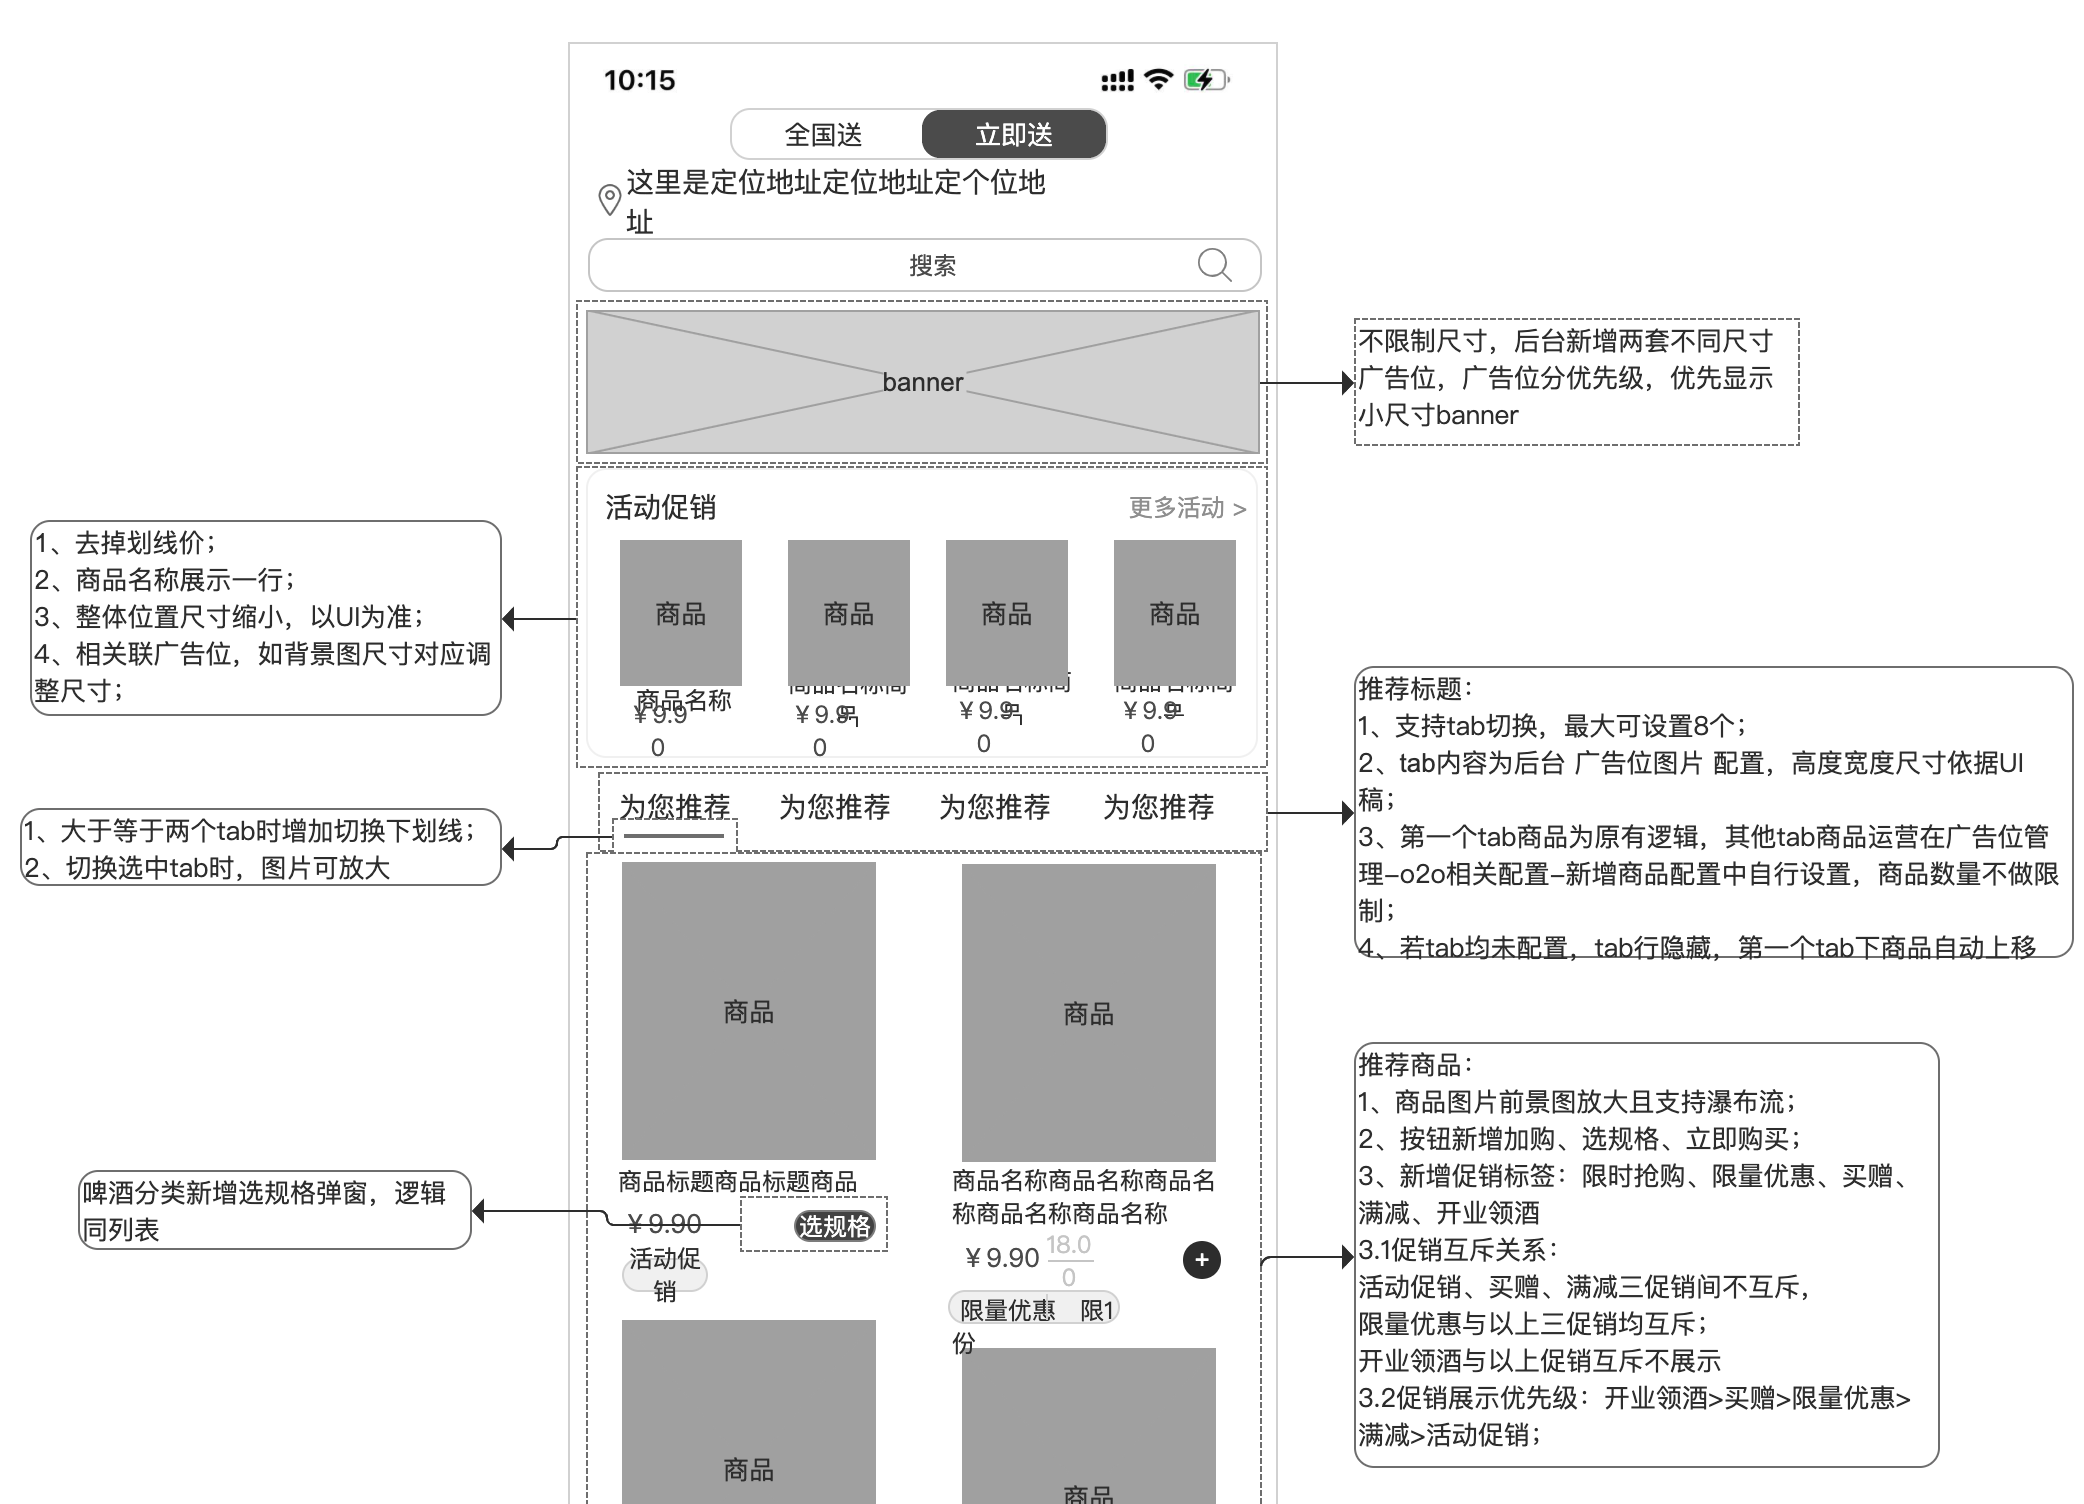 10:15
全国送
立即送
这里是定位地址定位地址定个位地
址
搜索
banner
不限制尺寸，后台新增两套不同尺寸
广告位，广告位分优先级，优先显示
小尺寸banner
活动促销
更多活动 >
商品
商品
商品
商品
商品名称
商品名称商
品
商品名称商
品
商品名称商
品
¥ 9.9
0
¥ 9.9
0
¥ 9.9
0
¥ 9.9
0
1、去掉划线价；
2、商品名称展示一行；
3、整体位置尺寸缩小，以UI为准；
4、相关联广告位，如背景图尺寸对应调
整尺寸；
为您推荐
为您推荐
为您推荐
为您推荐
推荐标题：
1、支持tab切换，最大可设置8个；
2、tab内容为后台 广告位图片 配置，高度宽度尺寸依据UI
稿；
3、第一个tab商品为原有逻辑，其他tab商品运营在广告位管
理–o2o相关配置–新增商品配置中自行设置，商品数量不做限
制；
4、若tab均未配置，tab行隐藏，第一个tab下商品自动上移
1、大于等于两个tab时增加切换下划线；
2、切换选中tab时，图片可放大
商品
商品
商品标题商品标题商品
¥ 9.90
选规格
活动促
销
商品名称商品名称商品名
称商品名称商品名称
¥ 9.90
18.0
0
+
限量优惠 限1
份
啤酒分类新增选规格弹窗，逻辑
同列表
推荐商品：
1、商品图片前景图放大且支持瀑布流；
2、按钮新增加购、选规格、立即购买；
3、新增促销标签：限时抢购、限量优惠、买赠、
满减、开业领酒
3.1促销互斥关系：
活动促销、买赠、满减三促销间不互斥，
限量优惠与以上三促销均互斥；
开业领酒与以上促销互斥不展示
3.2促销展示优先级：开业领酒>买赠>限量优惠>
满减>活动促销；
商品
商品